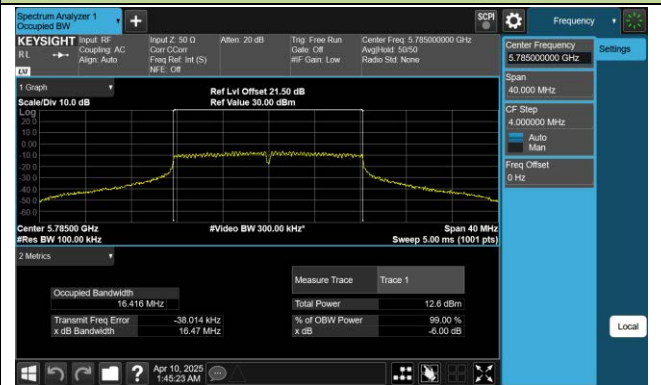 Spectrum Analyzer 1
Occupied BW
+
SCPI
Frequency
KEYSIGHT
RL
LXI
Input: RF
Coupling: AC
Align: Auto
Input Z: 50 Ω
Corr CCorr
Freq Ref: Int (S)
NFE: Off
Atten: 20 dB
Trig: Free Run
Gate: Off
#IF Gain: Low
Center Freq: 5.785000000 GHz
Avg|Hold: 50/50
Radio Std: None
Center Frequency
5.785000000 GHz
Settings
Span
40.000 MHz
CF Step
4.000000 MHz
Auto
Man
Freq Offset
0 Hz
1 Graph
Scale/Div 10.0 dB
Ref Lvl Offset 21.50 dB
Ref Value 30.00 dBm
Log
20.0
10.0
0.00
-10.0
-20.0
-30.0
-40.0
-50.0
-60.0
Center 5.78500 GHz
#Video BW 300.00 kHz*
Span 40 MHz
#Res BW 100.00 kHz
Sweep 5.00 ms (1001 pts)
2 Metrics
Measure Trace
Trace 1
Occupied Bandwidth
16.416 MHz
Total Power
12.6 dBm
Transmit Freq Error
-38.014 kHz
% of OBW Power
99.00 %
x dB Bandwidth
16.47 MHz
x dB
-6.00 dB
Local
?
Apr 10, 2025
1:45:23 AM